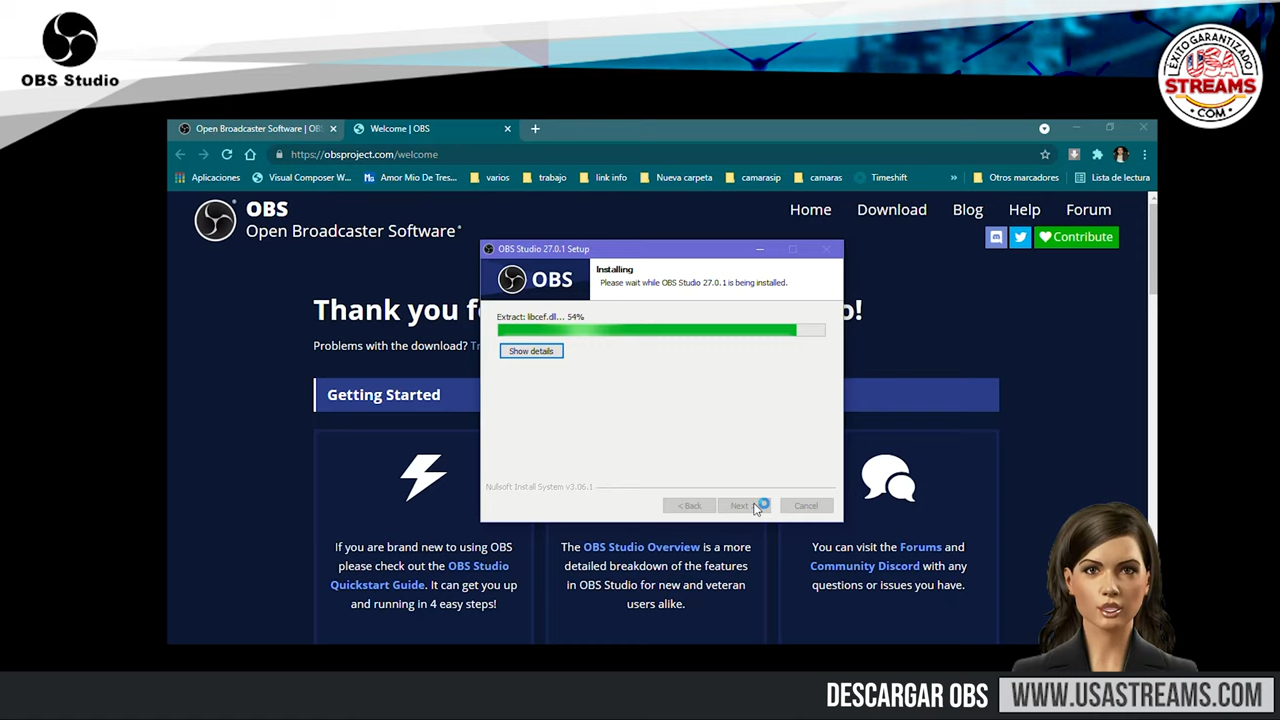 OBS Studio
ÉXITO GARANTIZADO
USA
STREAMS
.COM
Open Broadcaster Software | OBS
Welcome | OBS
https://obsproject.com/welcome
Aplicaciones
Visual Composer W...
Amor Mio De Tres...
varios
trabajo
link info
Nueva carpeta
camarasip
camaras
Timeshift
»
Otros marcadores
Lista de lectura
OBS
Open Broadcaster Software
Home
Download
Blog
Help
Forum
Contribute
OBS Studio 27.0.1 Setup
OBS
Installing
Please wait while OBS Studio 27.0.1 is being installed.
Extract: libcef.dll... 54%
Show details
Nullsoft Install System v3.06.1
< Back
Next
Cancel
Thank you f
o!
Problems with the download? T
Getting Started
If you are brand new to using OBS
please check out the OBS Studio
Quickstart Guide. It can get you up
and running in 4 easy steps!
The OBS Studio Overview is a more
detailed breakdown of the features
in OBS Studio for new and veteran
users alike.
You can visit the Forums and
Community Discord with any
questions or issues you have.
DESCARGAR OBS
WWW.USASTREAMS.COM